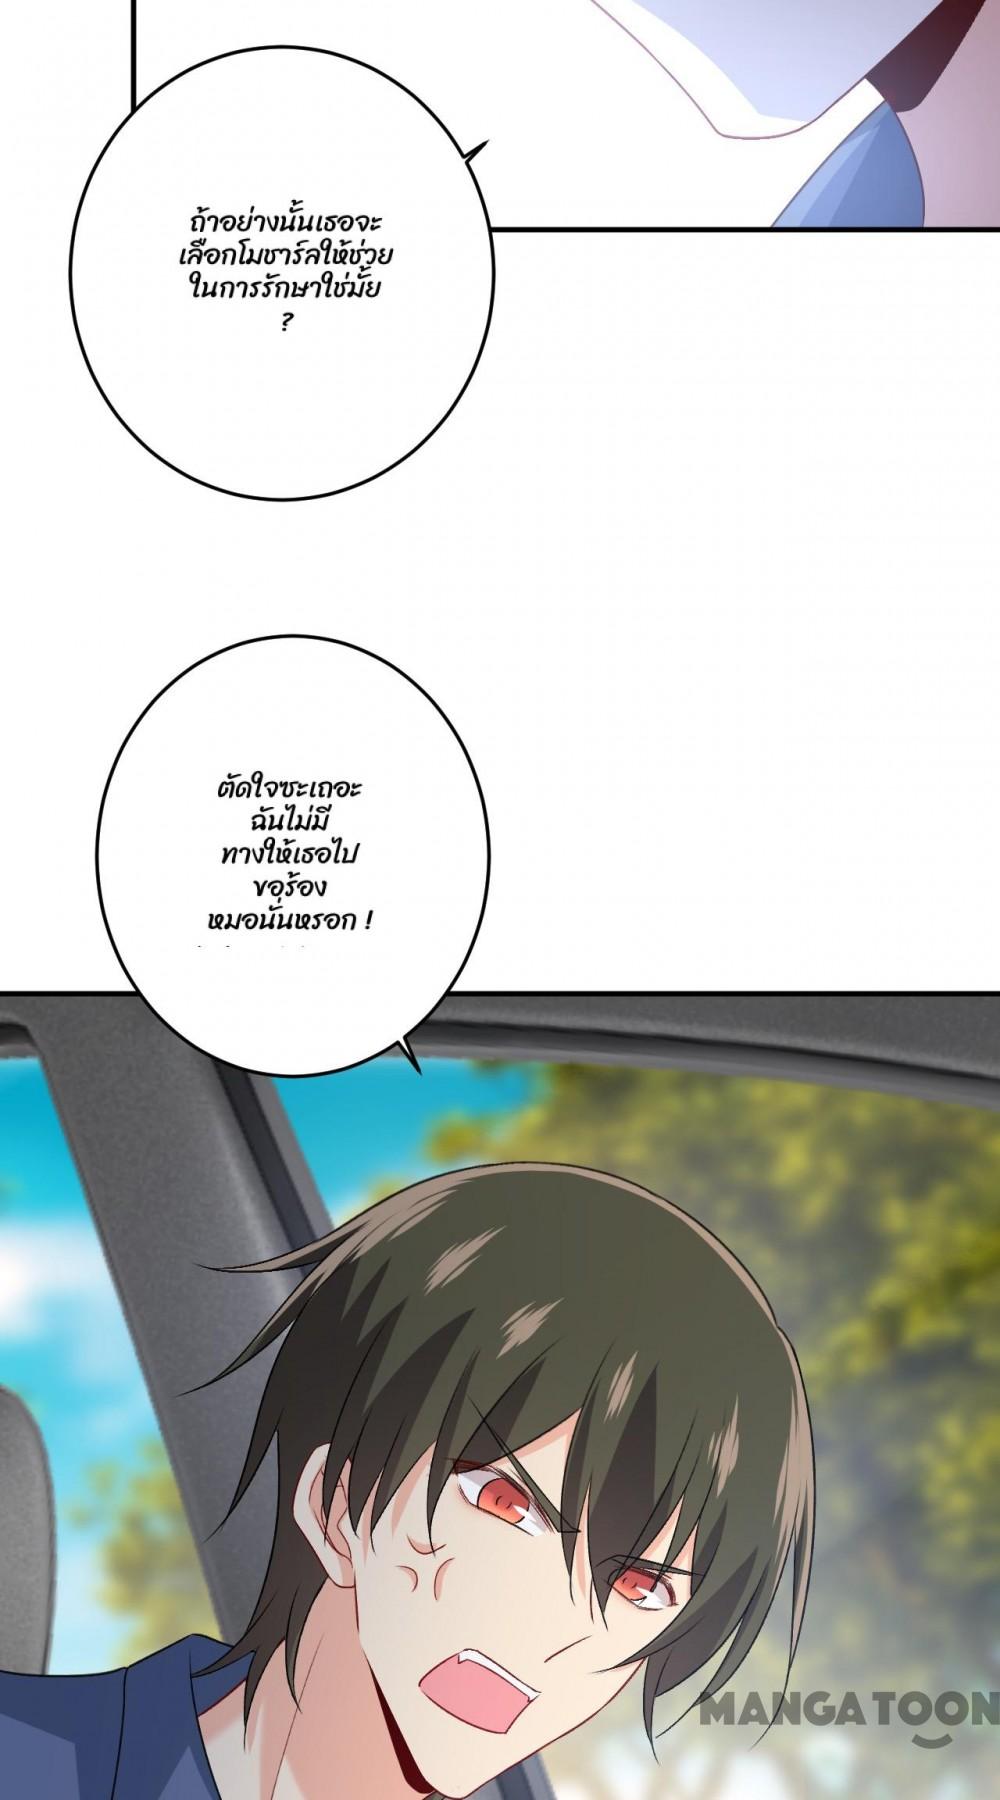 ถ้าอย่างนั้นเธอจะ
เลือกโมชาร์ลให้ช่วย
ในการรักษาใช่มั้ย
?
ตัดใจซะเถอะ
ฉันไม่มี
ทางให้เธอไป
ขอร้อง
หมอนั่นหรอก !
MANGATOON